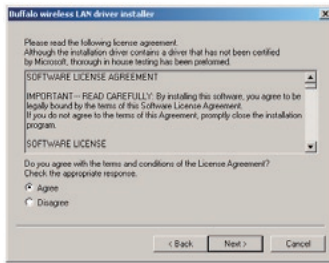 Buffalo wireless LAN driver installer
Please read the following license agreement.
Although the installation driver contains a driver that has not been certified
by Microsoft, thorough in house testing has been preformed.
SOFTWARE LICENSE AGREEMENT
IMPORTANT-- READ CAREFULLY: By installing this software, you agree to be
legally bound by the terms of this Software License Agreement.
If you do not agree to the terms of this Agreement, promptly close the installation
program.
SOFTWARE LICENSE
Do you agree with the terms and conditions of the License Agreement?
Check the appropriate response.
Agree
Disagree
< Back
Next >
Cancel